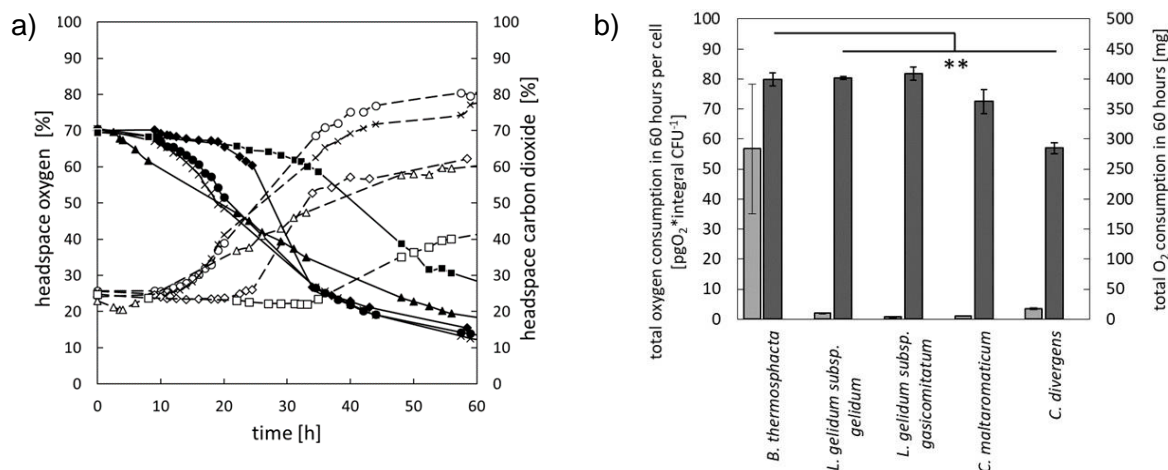 a)
100
90
80
70
60
50
40
30
20
10
0
headspace oxygen [%]
0 10 20 30 40 50 60
time [h]
100
90
80
70
60
50
40
30
20
10
0
headspace carbon dioxide [%]
b)
total oxygen consumption in 60 hours per cell
[pgO₂*integral CFU⁻¹]
100
90
80
70
60
50
40
30
20
10
0
**
500
450
400
350
300
250
200
150
100
50
0
total O₂ consumption in 60 hours [mg]
B. thermosphacta
L. gelidum subsp.
gelidum
L. gelidum subsp.
gasicomitatum
C. maltaromaticum
C. divergens